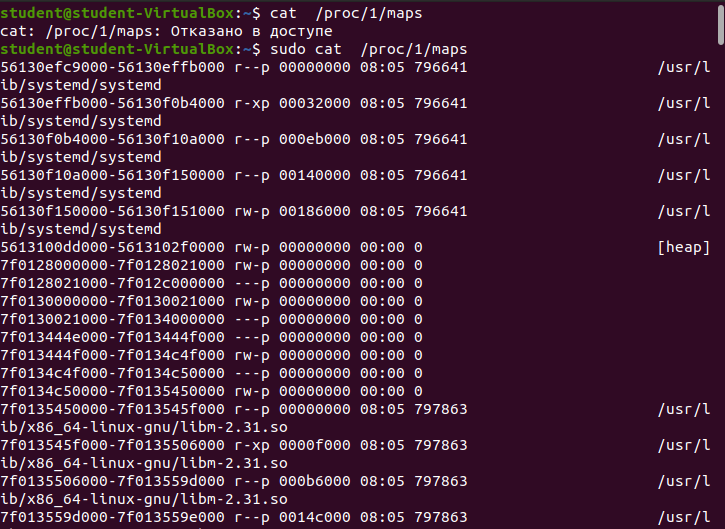 student@student-VirtualBox:~$ cat  /proc/1/maps
cat: /proc/1/maps: Отказано в доступе
student@student-VirtualBox:~$ sudo cat  /proc/1/maps
56130efc9000-56130effb000 r--p 00000000 08:05 796641                     /usr/l
ib/systemd/systemd
56130effb000-56130f0b4000 r-xp 00032000 08:05 796641                     /usr/l
ib/systemd/systemd
56130f0b4000-56130f10a000 r--p 000eb000 08:05 796641                     /usr/l
ib/systemd/systemd
56130f10a000-56130f150000 r--p 00140000 08:05 796641                     /usr/l
ib/systemd/systemd
56130f150000-56130f151000 rw-p 00186000 08:05 796641                     /usr/l
ib/systemd/systemd
5613100dd000-5613102f0000 rw-p 00000000 00:00 0                          [heap]
7f0128000000-7f0128021000 rw-p 00000000 00:00 0
7f0128021000-7f012c000000 ---p 00000000 00:00 0
7f0130000000-7f0130021000 rw-p 00000000 00:00 0
7f0130021000-7f0134000000 ---p 00000000 00:00 0
7f013444e000-7f013444f000 ---p 00000000 00:00 0
7f013444f000-7f0134c4f000 rw-p 00000000 00:00 0
7f0134c4f000-7f0134c50000 ---p 00000000 00:00 0
7f0134c50000-7f0135450000 rw-p 00000000 00:00 0
7f0135450000-7f013545f000 r--p 00000000 08:05 797863                     /usr/l
ib/x86_64-linux-gnu/libm-2.31.so
7f013545f000-7f0135506000 r-xp 0000f000 08:05 797863                     /usr/l
ib/x86_64-linux-gnu/libm-2.31.so
7f0135506000-7f013559d000 r--p 000b6000 08:05 797863                     /usr/l
ib/x86_64-linux-gnu/libm-2.31.so
7f013559d000-7f013559e000 r--p 0014c000 08:05 797863                     /usr/l